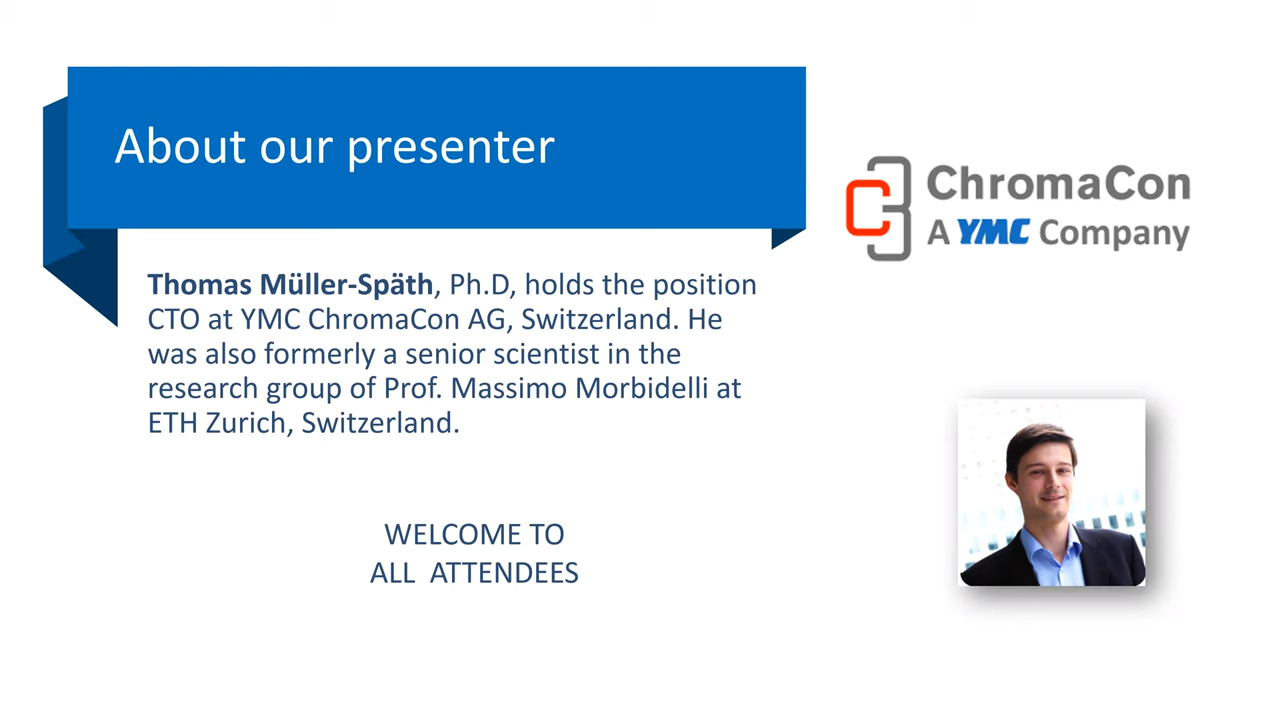 About our presenter
ChromaCon
A YMC Company
Thomas Müller-Späth, Ph.D, holds the position
CTO at YMC ChromaCon AG, Switzerland. He
was also formerly a senior scientist in the
research group of Prof. Massimo Morbidelli at
ETH Zurich, Switzerland.
WELCOME TO
ALL ATTENDEES